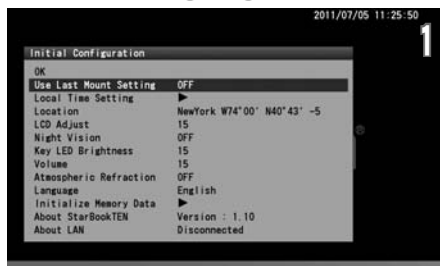 2011/07/05 11:25:50
1
Initial Configuration
OK
Use Last Mount Setting OFF
Local Time Setting ▶
Location NewYork W74°00' N40°43' -5
LCD Adjust 15
Night Vision OFF
Key LED Brightness 15
Volume 15
Atmospheric Refraction OFF
Language English
Initialize Memory Data ▶
About StarBookTEN Version : 1.10
About LAN Disconnected